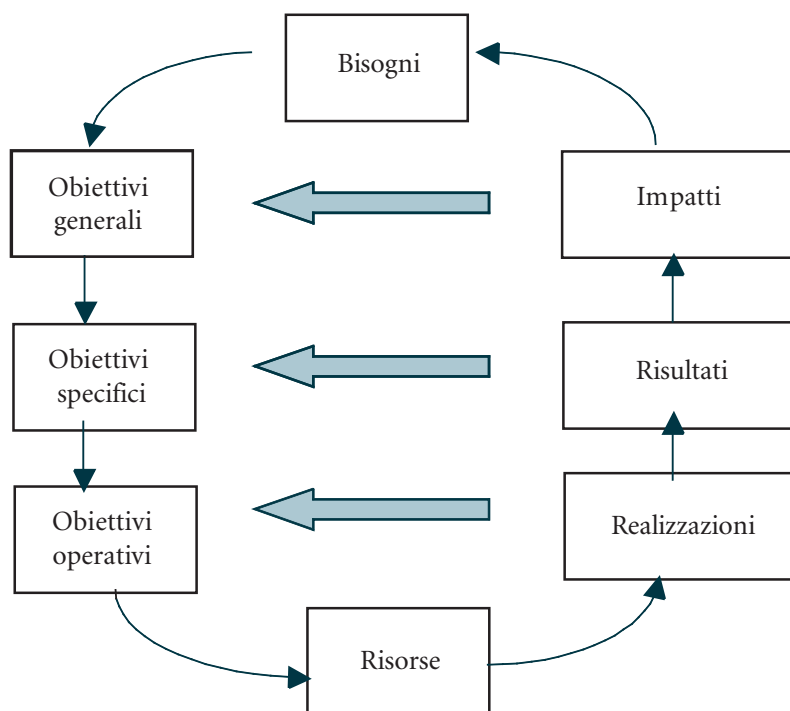 Bisogni
Obiettivi
generali
Impatti
Obiettivi
specifici
Risultati
Obiettivi
operativi
Realizzazioni
Risorse